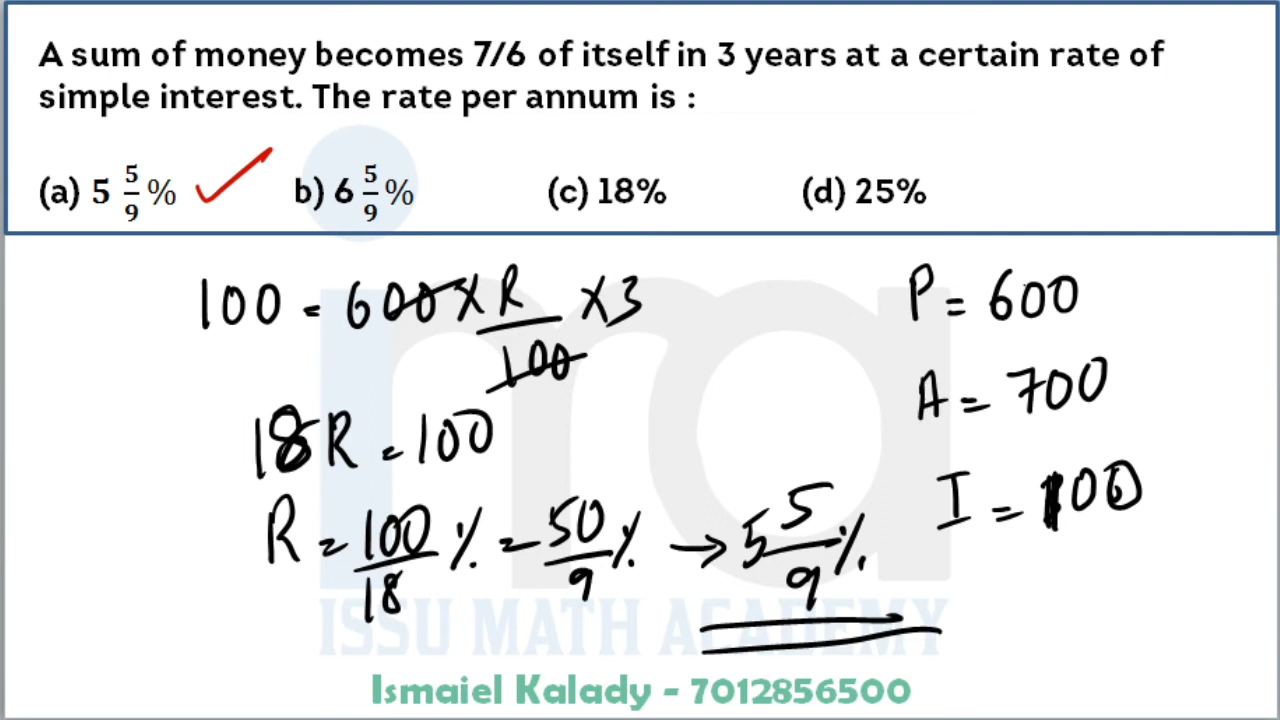 A sum of money becomes 7/6 of itself in 3 years at a certain rate of
simple interest. The rate per annum is :
(a) 5 5/9 % b) 6 5/9 % (c) 18% (d) 25%
100 = 600 X R/100 X 3
P = 600
A = 700
18R = 100
I = 100
R = 100/18 % = 50/9 % → 5 5/9 %
ISSU MATH ACADEMY
Ismaiel Kalady - 7012856500